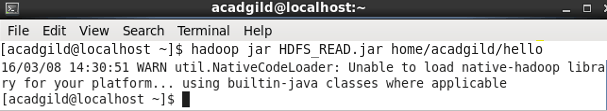 acadgild@localhost:~
File Edit View Search Terminal Help
[acadgild@localhost ~]$ hadoop jar HDFS_READ.jar home/acadgild/hello
16/03/08 14:30:51 WARN util.NativeCodeLoader: Unable to load native-hadoop libra
ry for your platform... using builtin-java classes where applicable
[acadgild@localhost ~]$